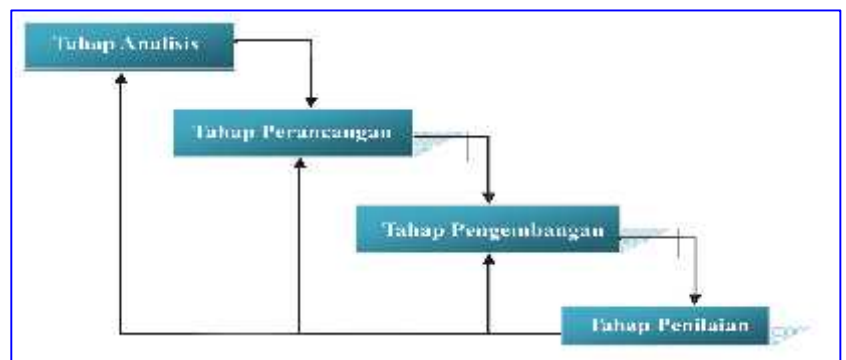 Tahap Analisis
Tahap Perancangan
Tahap Pengembangan
Tahap Penilaian